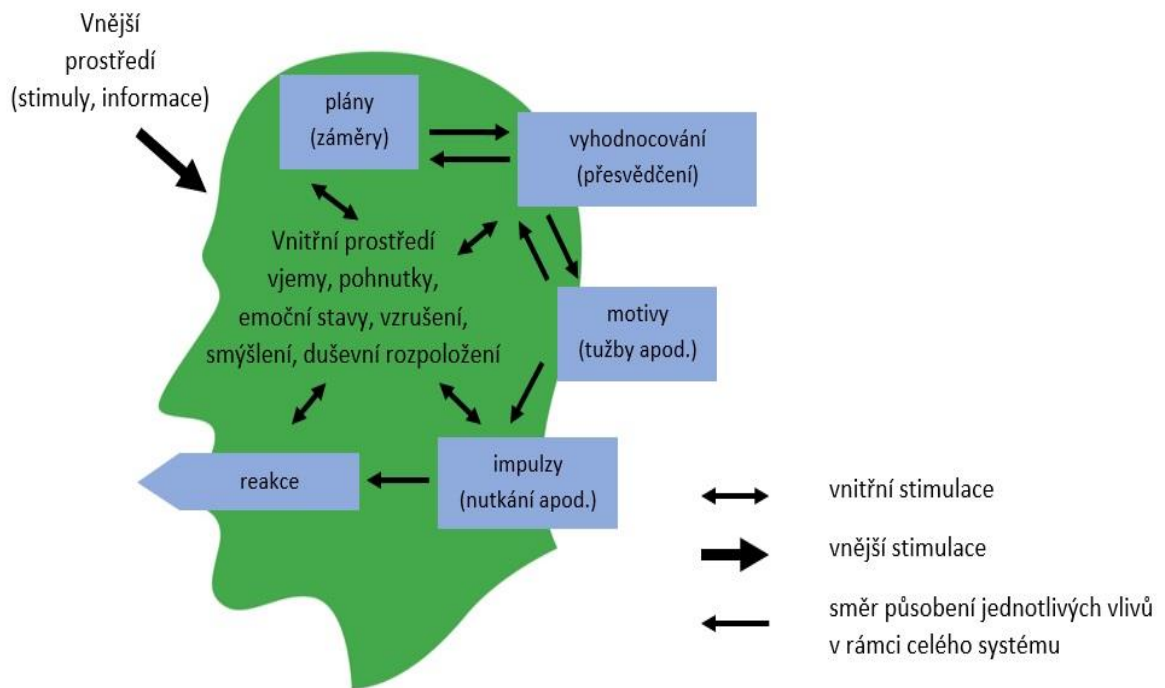 Vnější
prostředí
(stimuly, informace)
plány
(záměry)
vyhodnocování
(přesvědčení)
Vnitřní prostředí
vjemy, pohnutky,
emoční stavy, vzrušení,
smýšlení, duševní rozpoložení
motivy
(tužby apod.)
impulzy
(nutkání apod.)
reakce
vnitřní stimulace
vnější stimulace
směr působení jednotlivých vlivů
v rámci celého systému